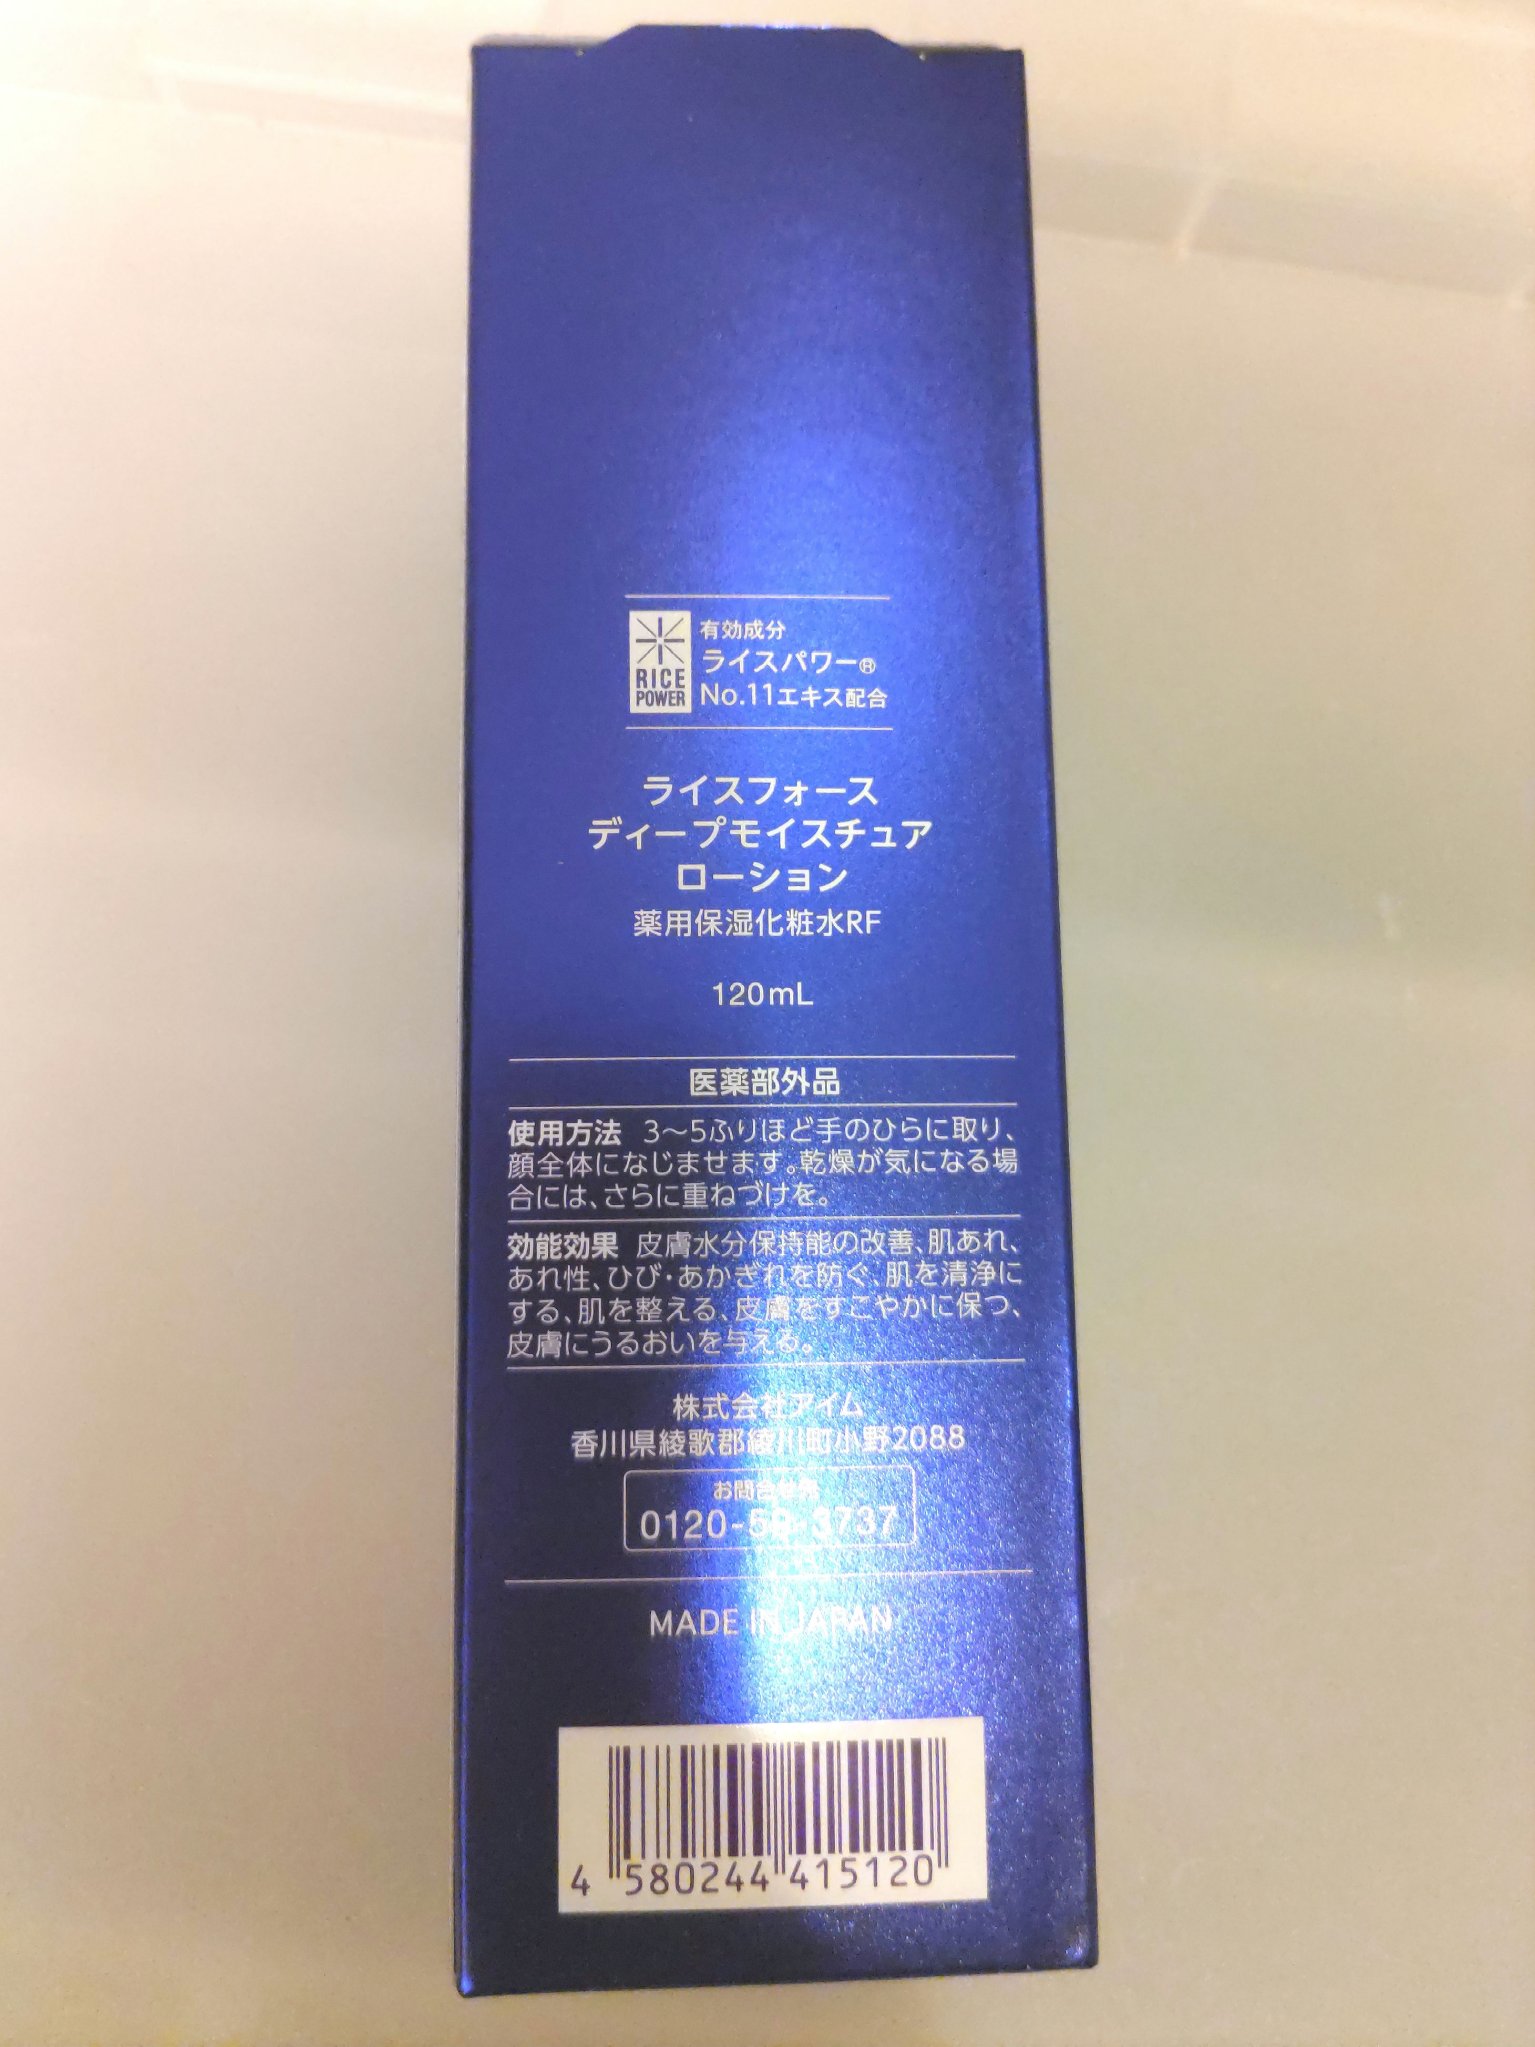 有効成分
ライスパワー®
No.11エキス配合
RICE
POWER
ライスフォース
ディープモイスチュア
ローション
薬用保湿化粧水RF
120mL
医薬部外品
使用方法 3～5ふりほど手のひらに取り、
顔全体になじませます。乾燥が気になる場
合には、さらに重ねづけを。
効能効果 皮膚水分保持能の改善、肌あれ、
あれ性、ひび・あかぎれを防ぐ、肌を清浄に
する、肌を整える、皮膚をすこやかに保つ、
皮膚にうるおいを与える。
株式会社アイム
香川県綾歌郡綾川町小野2088
お問合せ先
MADE IN JAPAN
4 580244 415120